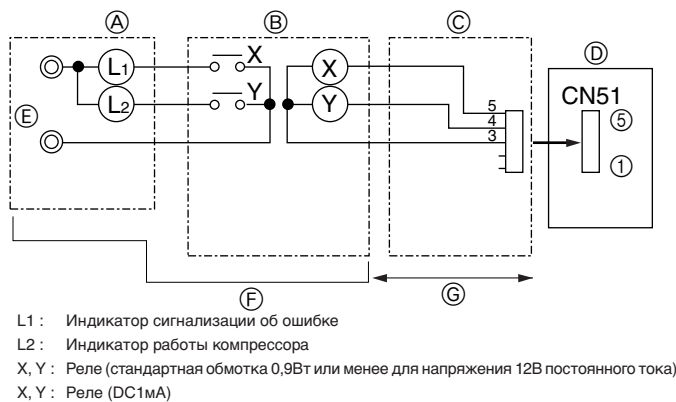 Ⓐ Ⓑ Ⓒ
Ⓓ
L1 X X
CN51
L2 Y Y
Ⓔ
5 ⑤
4
3
①
Ⓕ Ⓖ
L1 : Индикатор сигнализации об ошибке
L2 : Индикатор работы компрессора
X, Y : Реле (стандартная обмотка 0,9Вт или менее для напряжения 12В постоянного тока)
X, Y : Реле (DC1мА)